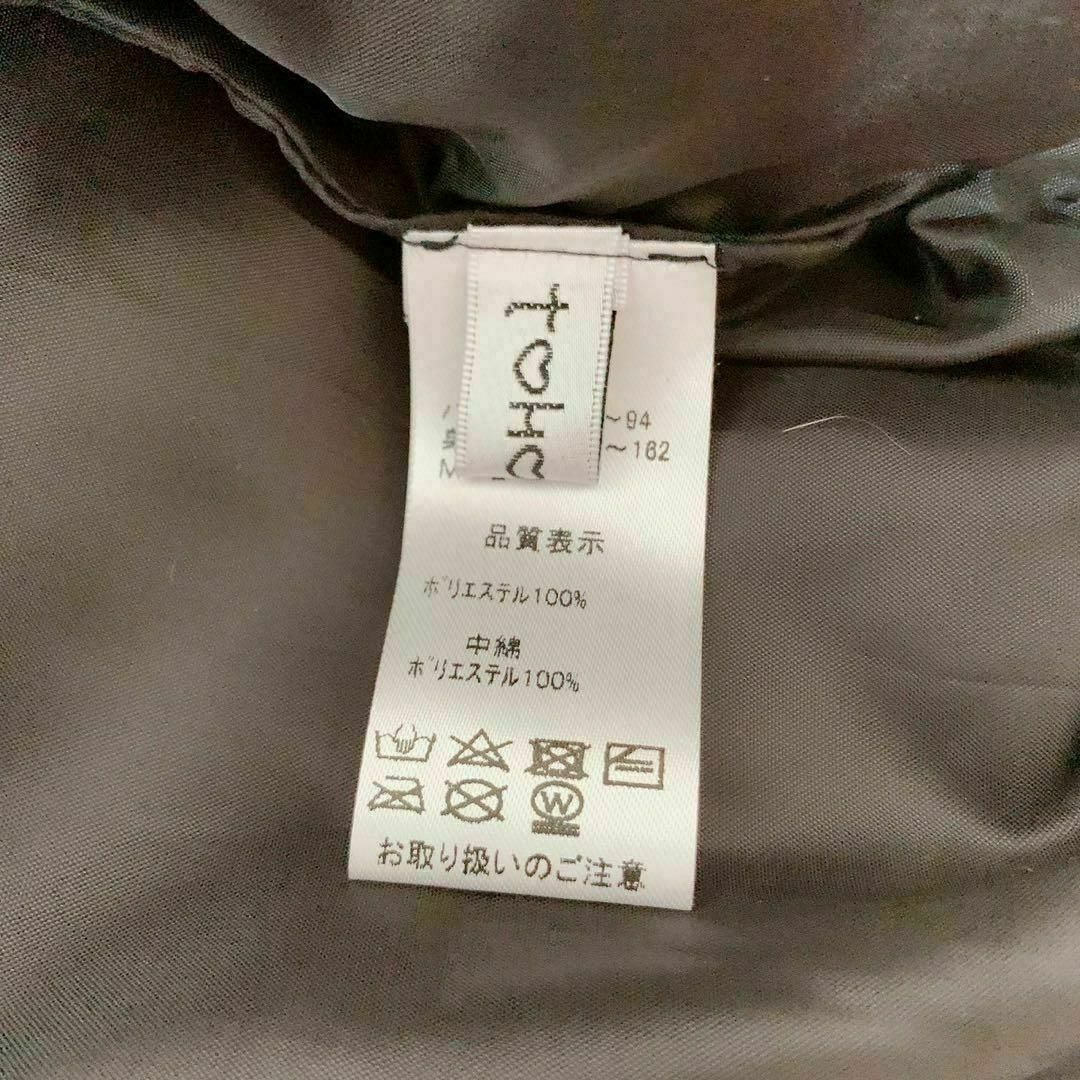 ~94
~162
M
品質表示
ポリエステル100%
中綿
ポリエステル100%
W
お取り扱いのご注意